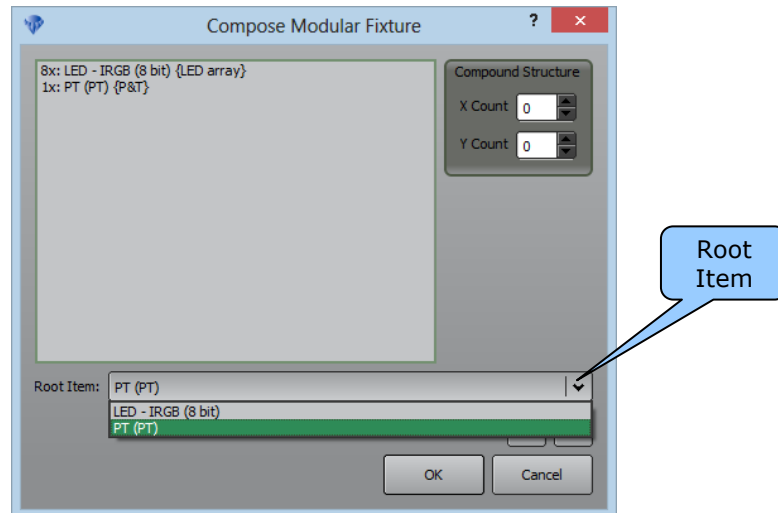 Compose Modular Fixture
?
×
8x: LED - IRGB (8 bit) {LED array}
1x: PT (PT) {P&T}
Compound Structure
X Count 0
Y Count 0
Root
Item
Root Item: PT (PT)
LED - IRGB (8 bit)
PT (PT)
OK
Cancel